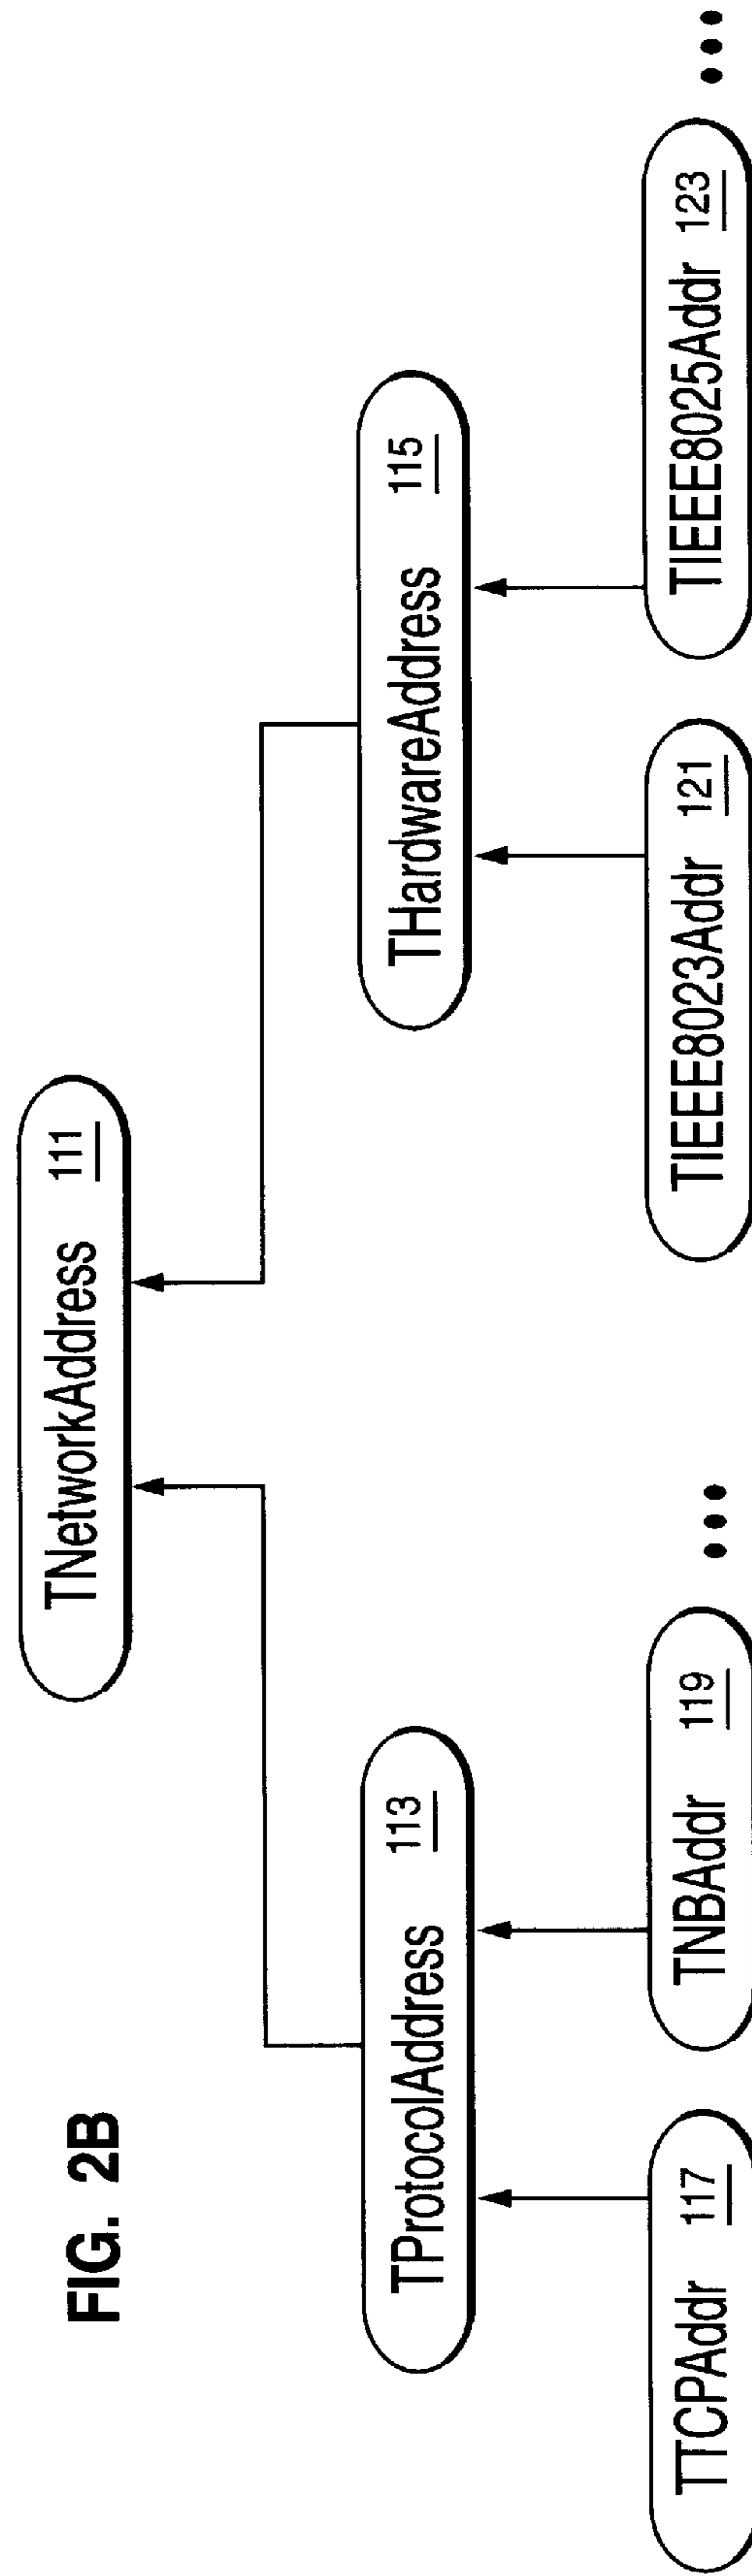 FIG. 2B
TNetworkAddress 111
TProtocolAddress 113
THardwareAddress 115
TTCPAddr 117
TNBAddr 119
...
TIEEE8023Addr 121
TIEEE8025Addr 123
...